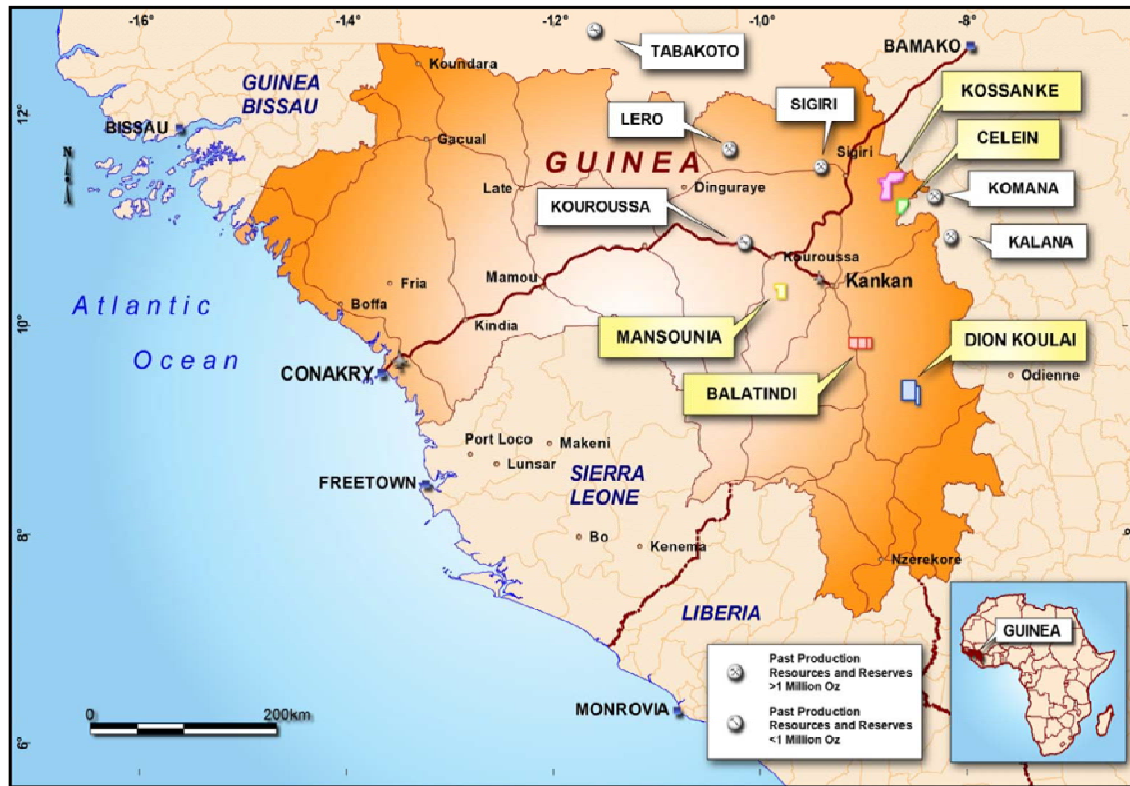 -16°
-14°
-12°
-10°
-8°
TABAKOTO
BAMAKO
Koundara
GUINEA
BISSAU
KOSSANKE
12°
SIGIRI
LERO
BISSAU
CELEIN
N
Gacual
GUINEA
Sigiri
Late
Dinguraye
KOMANA
KOUROUSSA
KALANA
Kouroussa
Mamou
Kankan
Fria
Boffa
Atlantic
Ocean
10°
Kindia
MANSOUNIA
DION KOULAI
CONAKRY
Odienne
BALATINDI
Port Loco
Makeni
Lunsar
SIERRA
LEONE
FREETOWN
8°
Bo
Kenema
Nzerekore
LIBERIA
GUINEA
Past Production
Resources and Reserves
>1 Million Oz
0
200km
MONROVIA
Past Production
Resources and Reserves
<1 Million Oz
6°